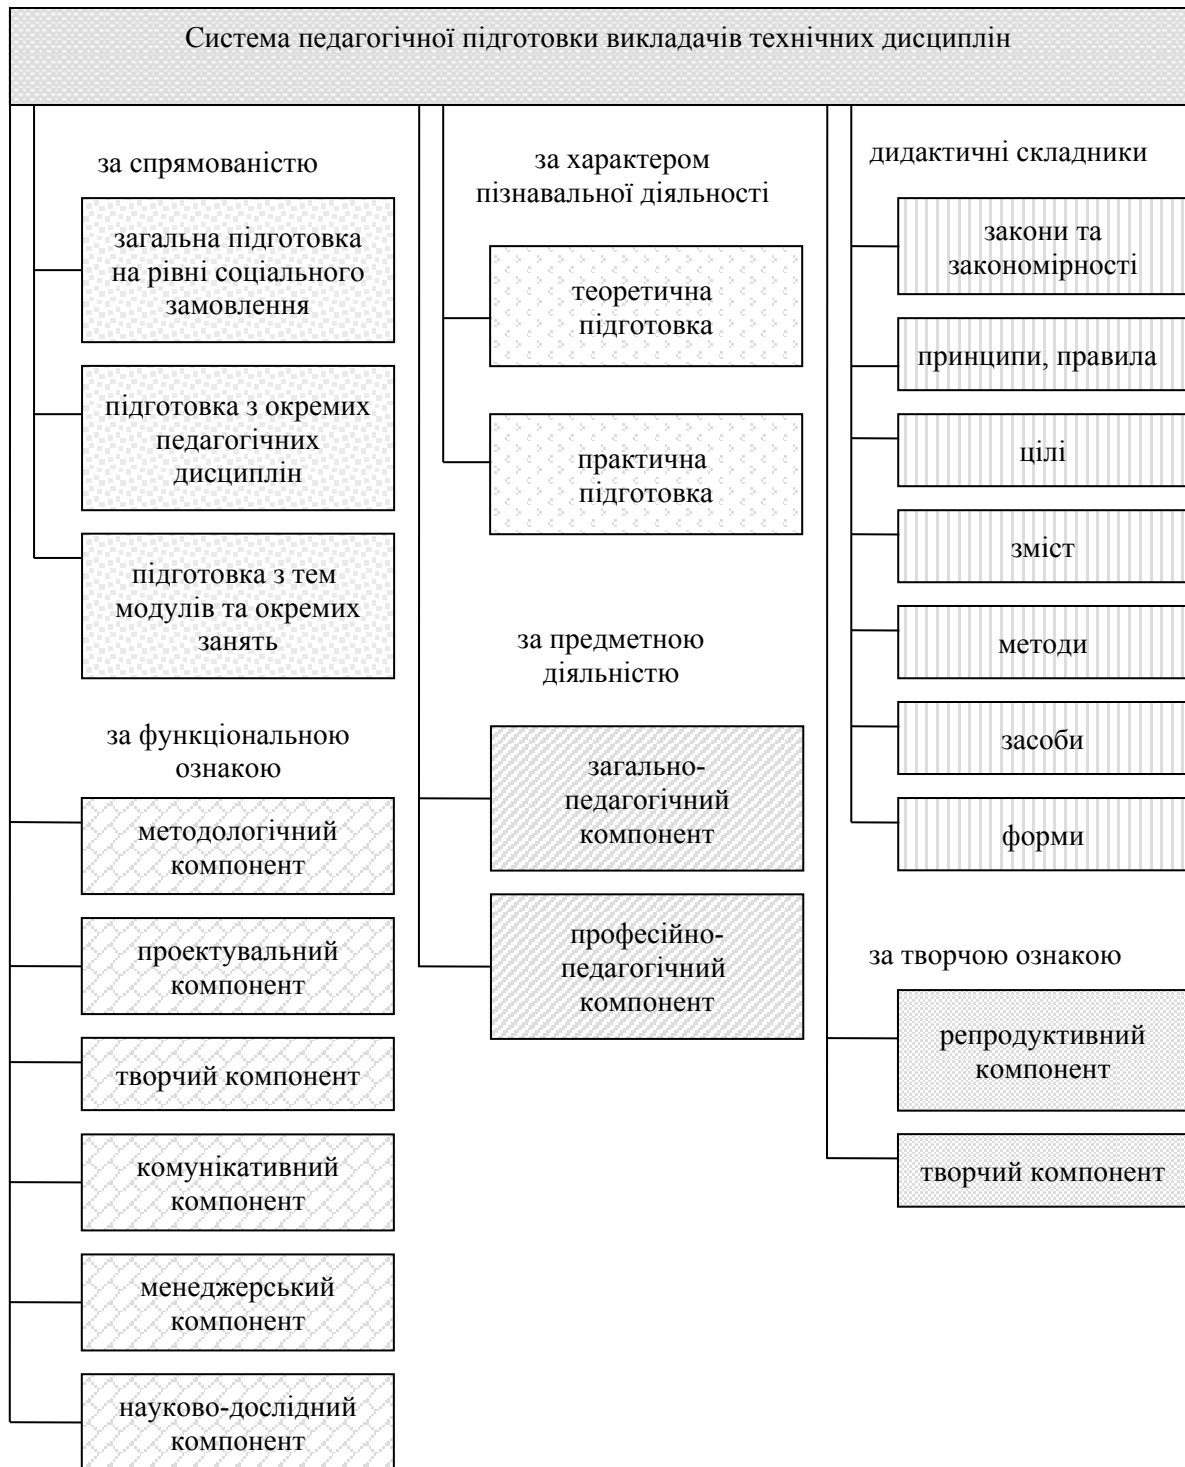 Система педагогічної підготовки викладачів технічних дисциплін
за спрямованістю
загальна підготовка
на рівні соціального
замовлення
підготовка з окремих
педагогічних
дисциплін
підготовка з тем
модулів та окремих
занять
за функціональною
ознакою
методологічний
компонент
проектувальний
компонент
творчий компонент
комунікативний
компонент
менеджерський
компонент
науково-дослідний
компонент
за характером
пізнавальної діяльності
теоретична
підготовка
практична
підготовка
за предметною
діяльністю
загально-
педагогічний
компонент
професійно-
педагогічний
компонент
дидактичні складники
закони та
закономірності
принципи, правила
цілі
зміст
методи
засоби
форми
за творчою ознакою
репродуктивний
компонент
творчий компонент